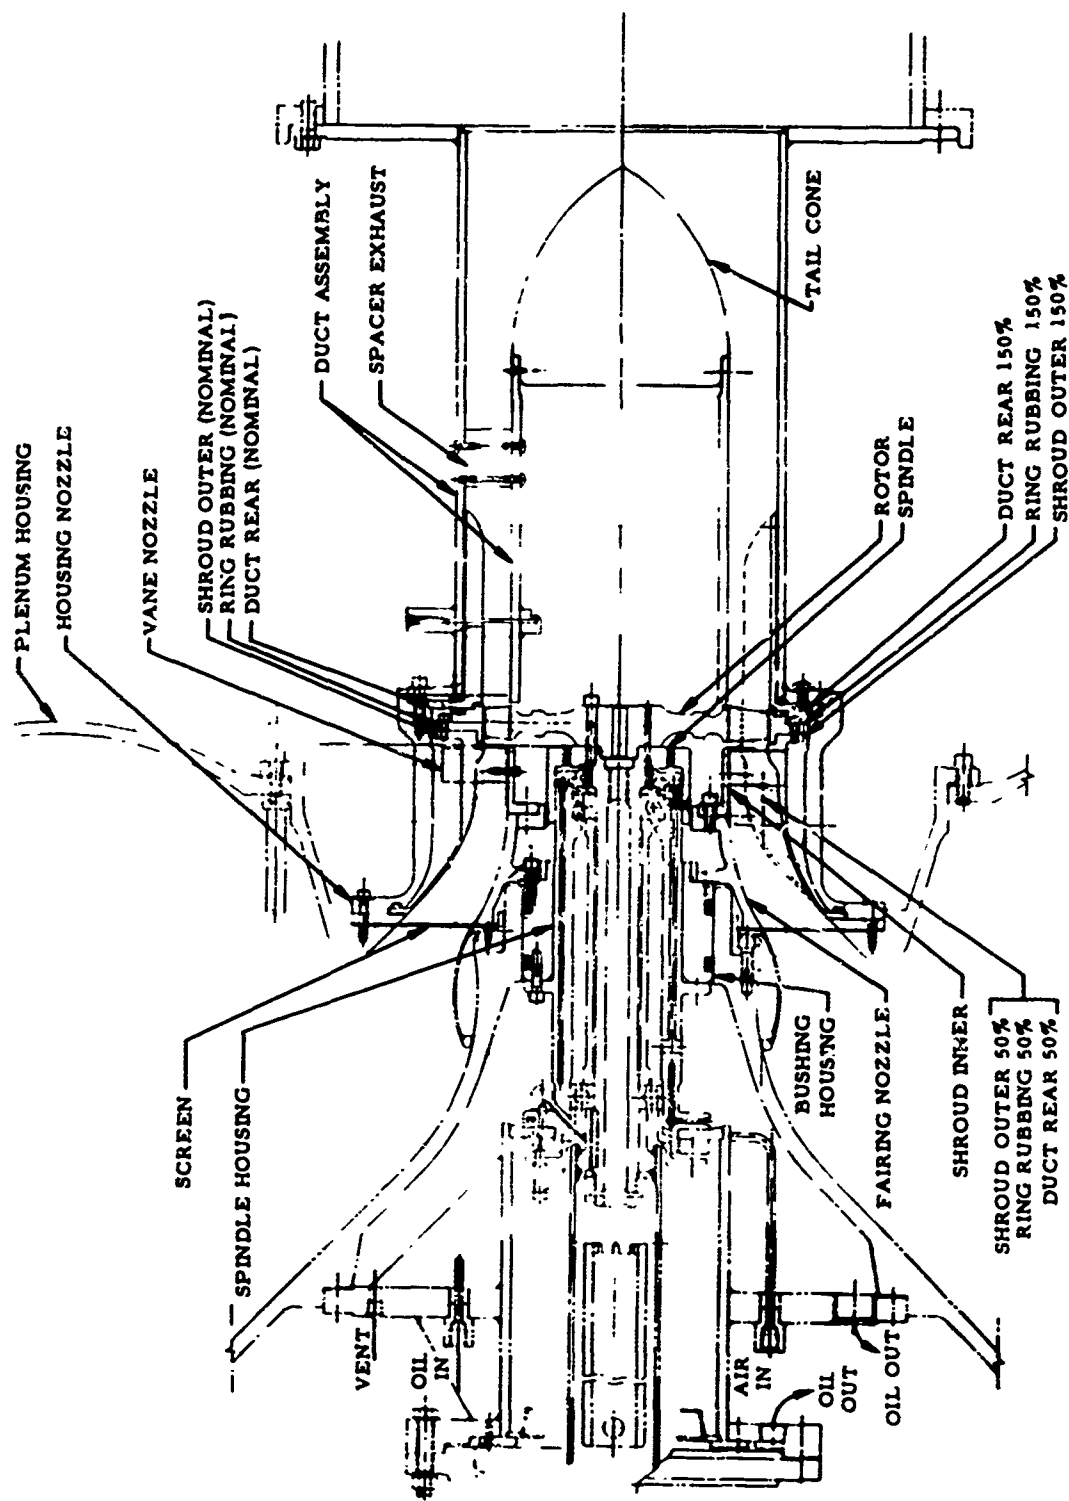 PLENUM HOUSING
HOUSING NOZZLE
VANE NOZZLE
SHROUD OUTER (NOMINAL)
RING RUBBING (NOMINAL)
DUCT REAR (NOMINAL)
DUCT ASSEMBLY
SPACER EXHAUST
TAIL CONE
SCREEN
SPINDLE HOUSING
VENT
OIL
IN
AIR
IN
OIL
OUT
OIL OUT
BUSHING
HOUSING
FAIRING NOZZLE
SHROUD INNER
SHROUD OUTER 50%
RING RUBBING 50%
DUCT REAR 50%
ROTOR
SPINDLE
DUCT REAR 150%
RING RUBBING 150%
SHROUD OUTER 150%